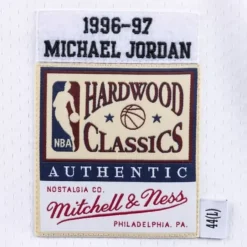 1996-97
MICHAEL JORDAN
NBA
HARDWOOD
CLASSICS
AUTHENTIC
NOSTALGIA CO.
Mitchell & Ness
PHILADELPHIA, PA.
44(L)